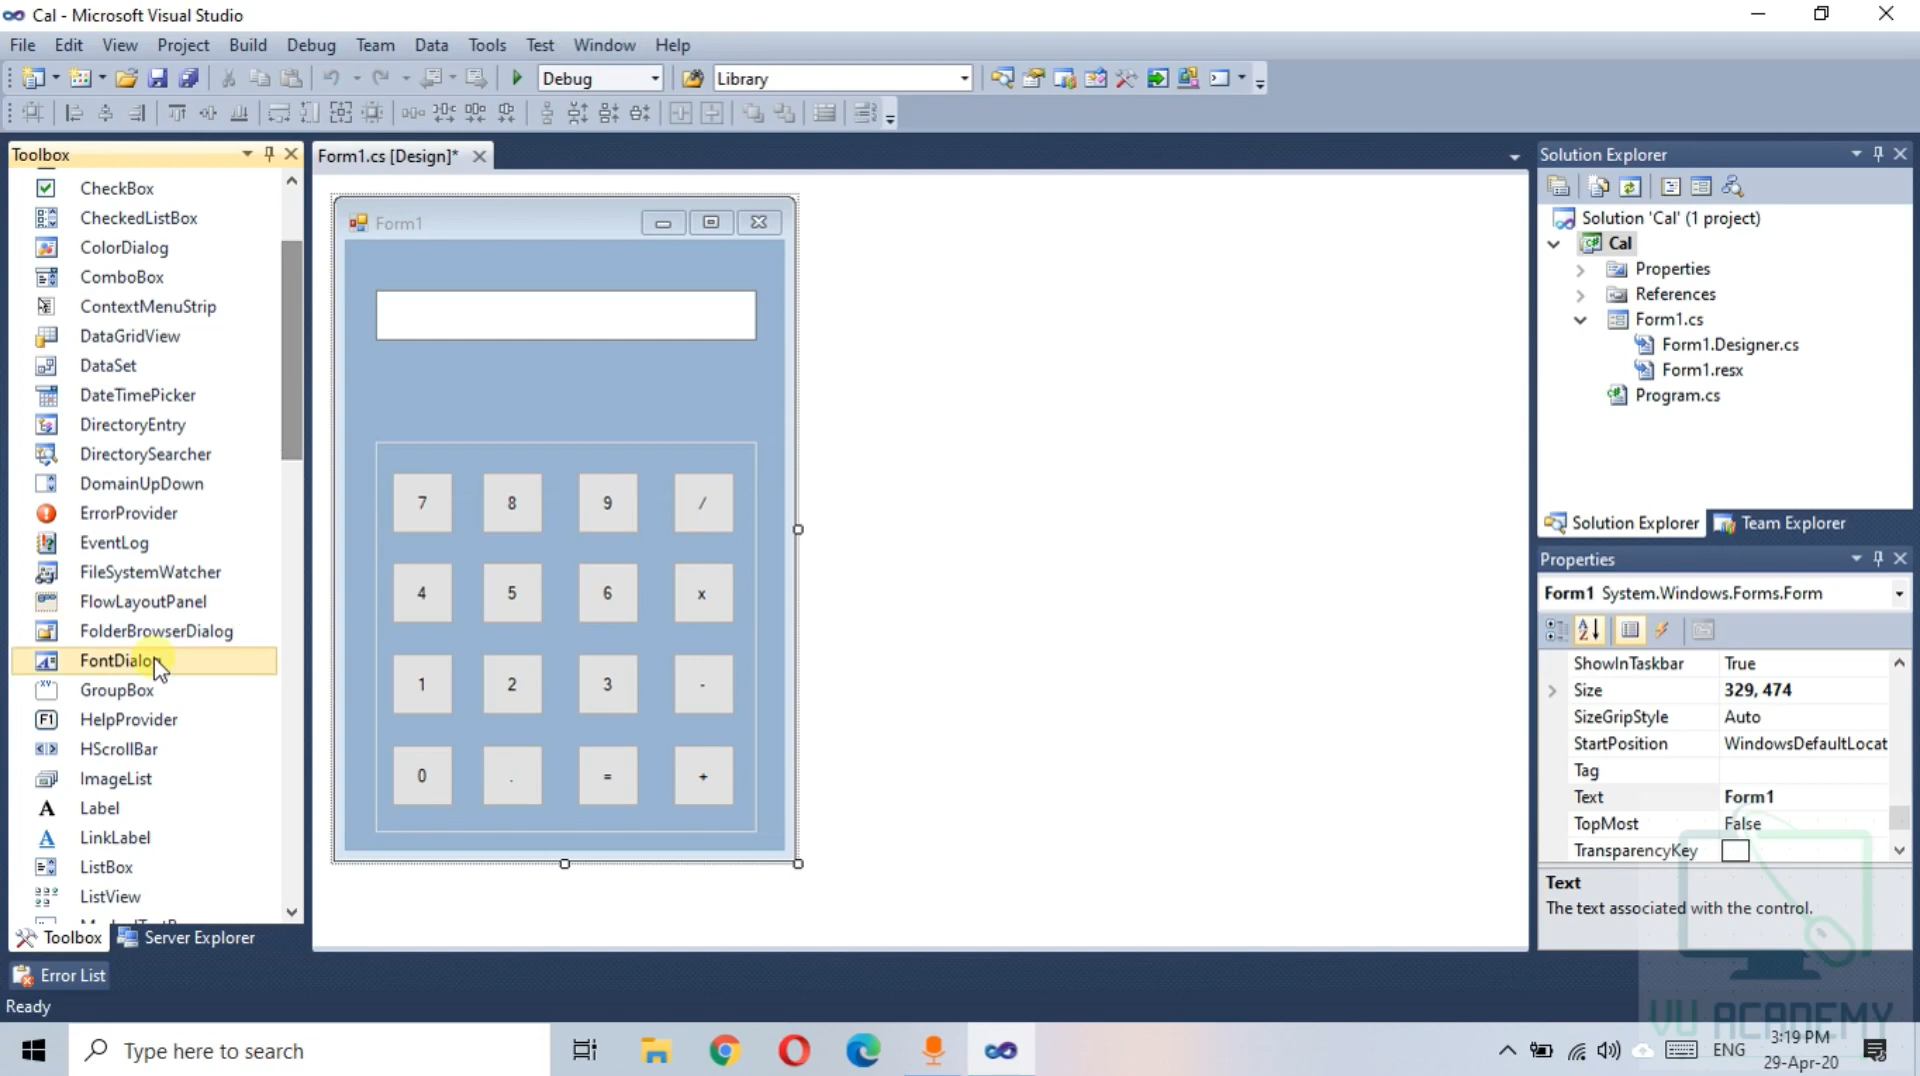 Cal - Microsoft Visual Studio
File Edit View Project Build Debug Team Data Tools Test Window Help
Debug Library
Toolbox
CheckBox
CheckedListBox
ColorDialog
ComboBox
ContextMenuStrip
DataGridView
DataSet
DateTimePicker
DirectoryEntry
DirectorySearcher
DomainUpDown
ErrorProvider
EventLog
FileSystemWatcher
FlowLayoutPanel
FolderBrowserDialog
FontDialog
GroupBox
HelpProvider
HScrollBar
ImageList
Label
LinkLabel
ListBox
ListView
Toolbox Server Explorer
Form1.cs [Design]*
Form1
7 8 9 /
4 5 6 x
1 2 3 -
0 . = +
Solution Explorer
Solution 'Cal' (1 project)
Cal
Properties
References
Form1.cs
Form1.Designer.cs
Form1.resx
Program.cs
Solution Explorer Team Explorer
Properties
Form1 System.Windows.Forms.Form
ShowInTaskbar True
Size 329, 474
SizeGripStyle Auto
StartPosition WindowsDefaultLocat
Tag
Text Form1
TopMost False
TransparencyKey
Text
The text associated with the control.
VU ACADEMY
Error List
Ready
Type here to search
ENG
3:19 PM
29-Apr-20